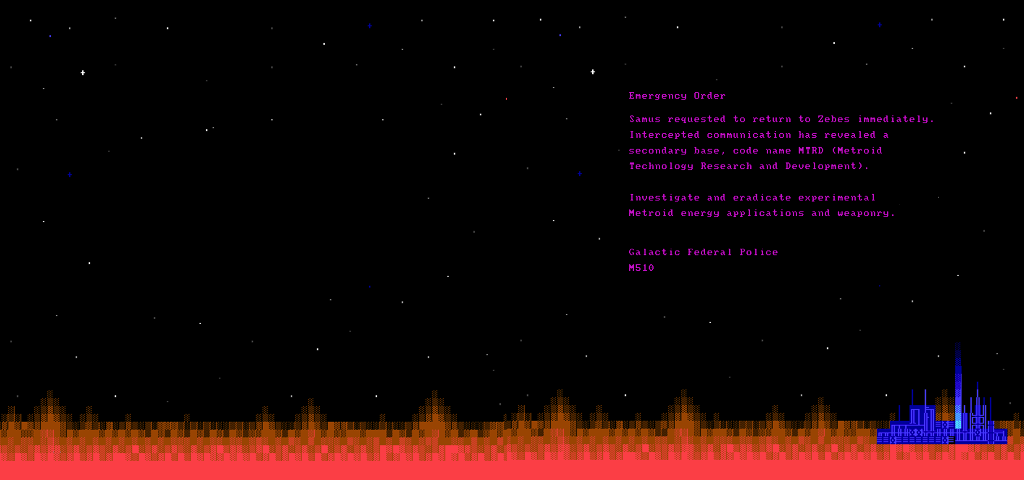 Emergency Order
Samus requested to return to Zebes immediately.
Intercepted communication has revealed a
secondary base, code name MTRD (Metroid
Technology Research and Development).
Investigate and eradicate experimental
Metroid energy applications and weaponry.
Galactic Federal Police
M510